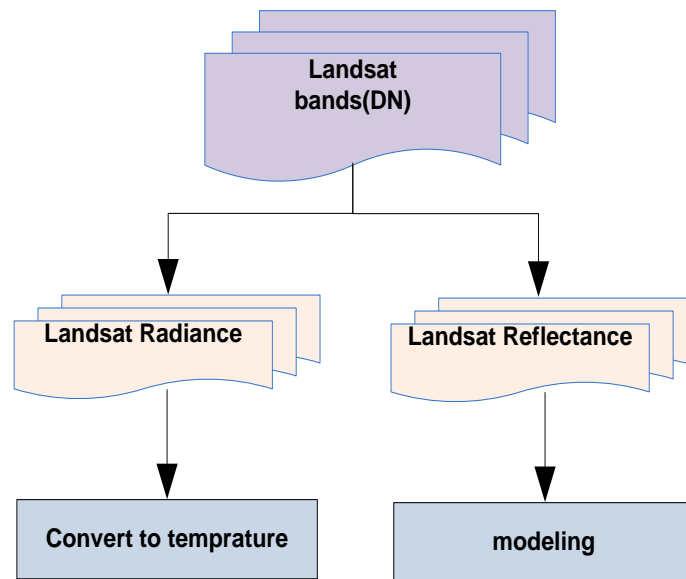 Landsat
bands(DN)
Landsat Radiance
Landsat Reflectance
Convert to temprature
modeling